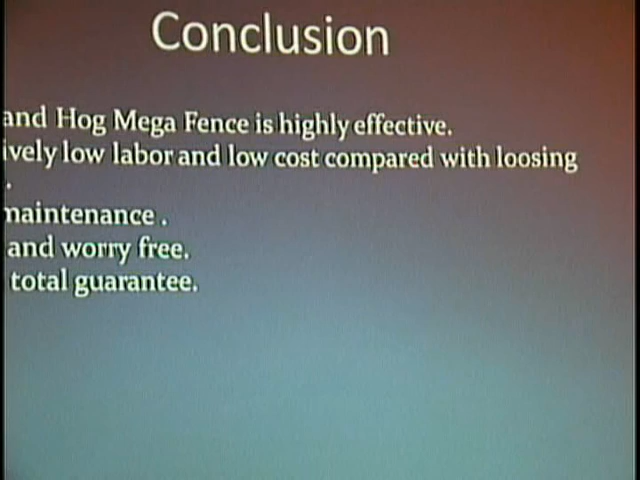 Conclusion
and Hog Mega Fence is highly effective.
ively low labor and low cost compared with loosing
.
maintenance .
and worry free.
total guarantee.